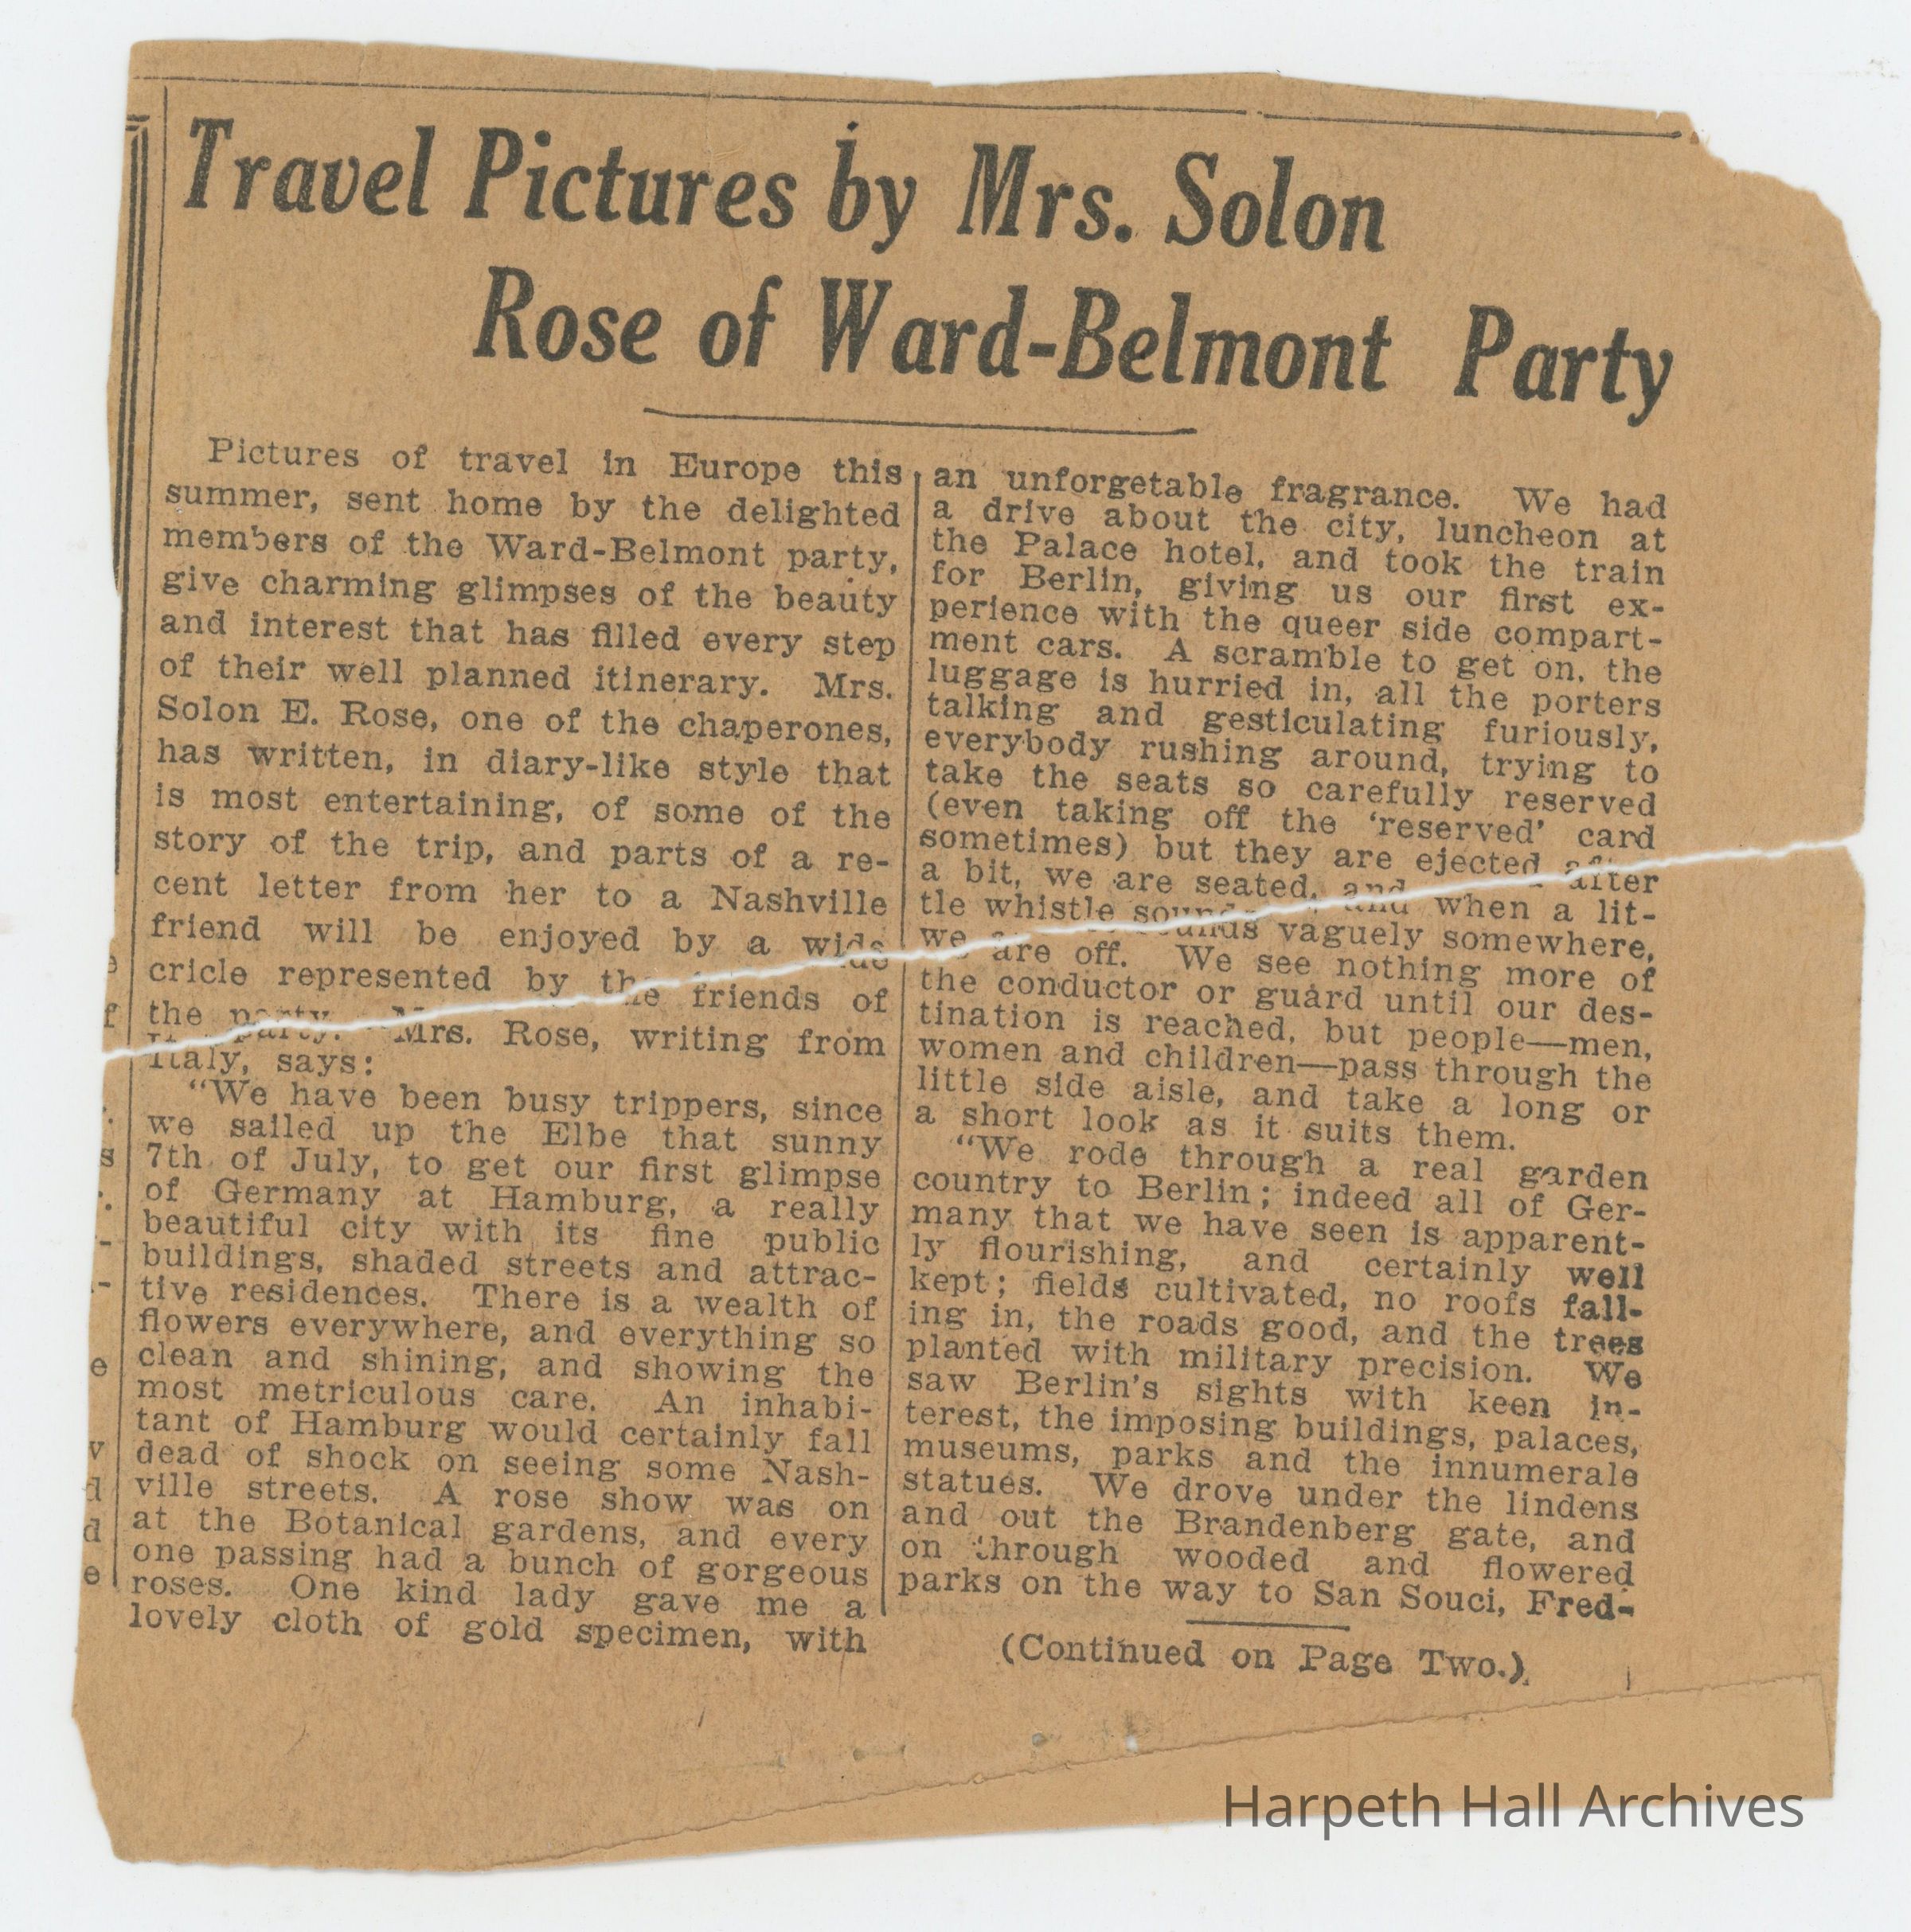 Travel Pictures by Mrs. Solon
Rose of Ward-Belmont Party
Pictures of travel in Europe this
summer, sent home by the delighted
members of the Ward-Belmont party,
give charming glimpses of the beauty
and interest that has filled every step
of their well planned itinerary. Mrs.
Solon E. Rose, one of the chaperones,
has written, in diary-like style that
is most entertaining, of some of the
story of the trip, and parts of a re-
cent letter from her to a Nashville
friend will be enjoyed by a wide
cricle represented by the friends of
the party. Mrs. Rose, writing from
Italy, says:
“We have been busy trippers, since
we sailed up the Elbe that sunny
7th of July, to get our first glimpse
of Germany at Hamburg, a really
beautiful city with its fine public
buildings, shaded streets and attrac-
tive residences. There is a wealth of
flowers everywhere, and everything so
clean and shining, and showing the
most metriculous care. An inhabi-
tant of Hamburg would certainly fall
dead of shock on seeing some Nash-
ville streets. A rose show was on
at the Botanical gardens, and every
one passing had a bunch of gorgeous
roses. One kind lady gave me a
lovely cloth of gold specimen, with
an unforgetable fragrance. We had
a drive about the city, luncheon at
the Palace hotel, and took the train
for Berlin, giving us our first ex-
perience with the queer side compart-
ment cars. A scramble to get on, the
luggage is hurried in, all the porters
talking and gesticulating furiously,
everybody rushing around, trying to
take the seats so carefully reserved
(even taking off the ‘reserved’ card
sometimes) but they are ejected after
a bit, we are seated, and when a lit-
tle whistle sounds vaguely somewhere,
we are off. We see nothing more of
the conductor or guard until our des-
tination is reached, but people—men,
women and children—pass through the
little side aisle, and take a long or
a short look as it suits them.
“We rode through a real garden
country to Berlin; indeed all of Ger-
many that we have seen is apparent-
ly flourishing, and certainly well
kept; fields cultivated, no roofs fall-
ing in, the roads good, and the trees
planted with military precision. We
saw Berlin's sights with keen in-
terest, the imposing buildings, palaces,
museums, parks and the innumerale
statues. We drove under the lindens
and out the Brandenberg gate, and
on through wooded and flowered
parks on the way to San Souci, Fred-
(Continued on Page Two.)
Harpeth Hall Archives